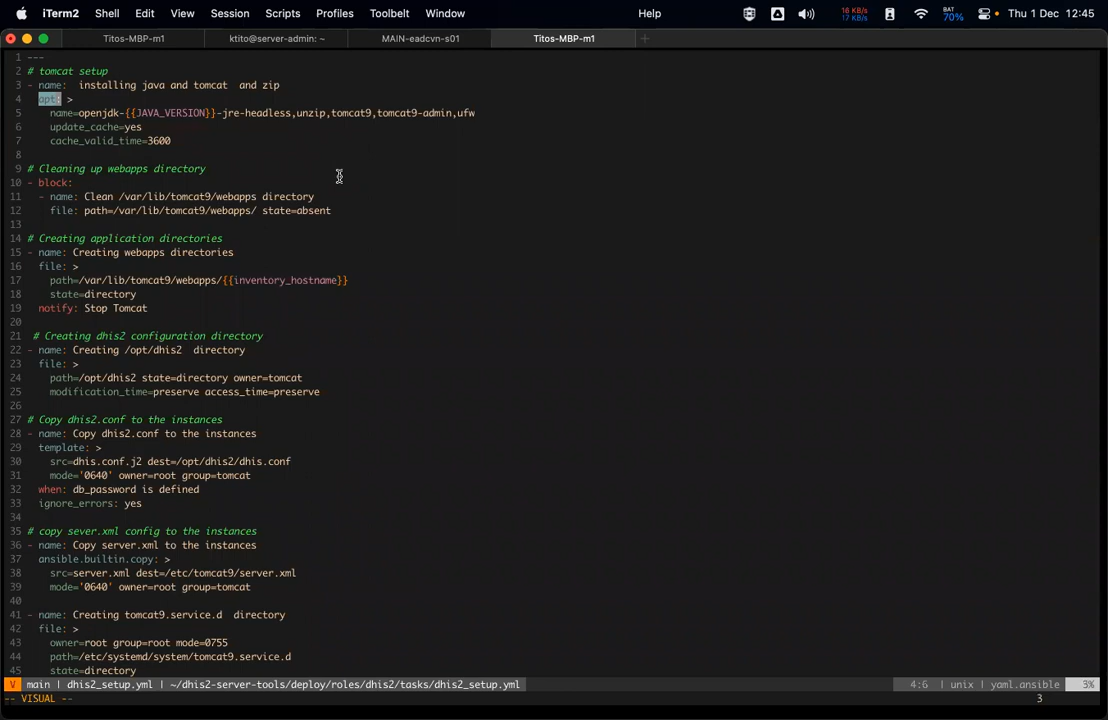 iTerm2 Shell Edit View Session Scripts Profiles Toolbelt Window Help 16 KB/s 17 KB/s BAT 70% Thu 1 Dec 12:45
Titos-MBP-m1 ktito@server-admin: ~ MAIN-eadcvn-s01 Titos-MBP-m1
1 ---
2 # tomcat setup
3 - name:  installing java and tomcat  and zip
4   apt: >
5     name=openjdk-{{JAVA_VERSION}}-jre-headless,unzip,tomcat9,tomcat9-admin,ufw
6     update_cache=yes
7     cache_valid_time=3600
8
9 # Cleaning up webapps directory
10 - block:
11   - name: Clean /var/lib/tomcat9/webapps directory
12     file: path=/var/lib/tomcat9/webapps/ state=absent
13
14 # Creating application directories
15 - name: Creating webapps directories
16   file: >
17     path=/var/lib/tomcat9/webapps/{{inventory_hostname}}
18     state=directory
19   notify: Stop Tomcat
20
21  # Creating dhis2 configuration directory
22 - name: Creating /opt/dhis2  directory
23   file: >
24     path=/opt/dhis2 state=directory owner=tomcat
25     modification_time=preserve access_time=preserve
26
27 # Copy dhis2.conf to the instances
28 - name: Copy dhis2.conf to the instances
29   template: >
30     src=dhis.conf.j2 dest=/opt/dhis2/dhis.conf
31     mode='0640' owner=root group=tomcat
32   when: db_password is defined
33   ignore_errors: yes
34
35 # copy sever.xml config to the instances
36 - name: Copy server.xml to the instances
37   ansible.builtin.copy: >
38     src=server.xml dest=/etc/tomcat9/server.xml
39     mode='0640' owner=root group=tomcat
40
41 - name: Creating tomcat9.service.d  directory
42   file: >
43     owner=root group=root mode=0755
44     path=/etc/systemd/system/tomcat9.service.d
45     state=directory
V main | dhis2_setup.yml | ~/dhis2-server-tools/deploy/roles/dhis2/tasks/dhis2_setup.yml 4:6 | unix | yaml.ansible 3%
-- VISUAL -- 3